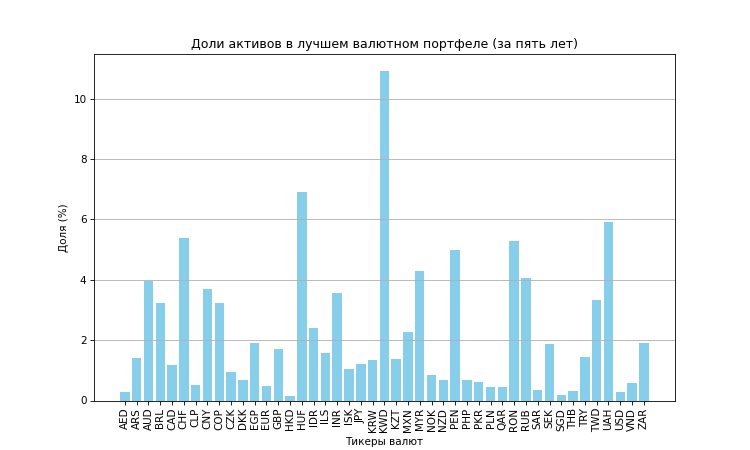 Доли активов в лучшем валютном портфеле (за пять лет)
Доля (%)
10
8
6
4
2
0
AED ARS AUD BRL CAD CHF CLP CNY COP CZK DKK EGP EUR GBP HKD HUF IDR ILS INR ISK JPY KRW KWD KZT MXN MYR NOK NZD PEN PHP PKR PLN QAR RON RUB SAR SEK SGD THB TRY TWD UAH USD VND ZAR
Тикеры валют